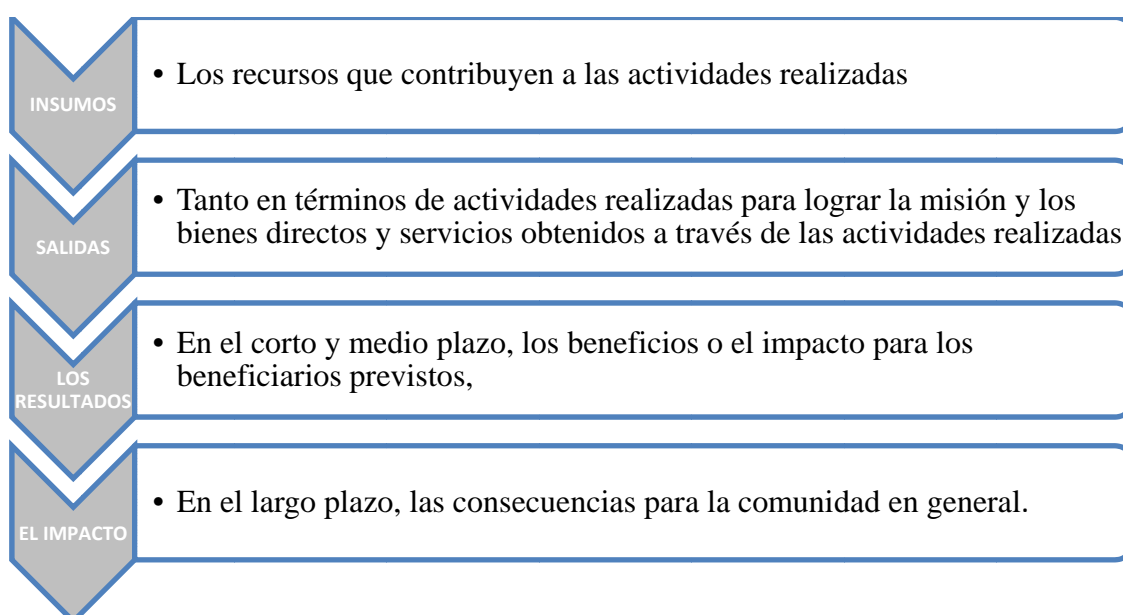 INSUMOS
• Los recursos que contribuyen a las actividades realizadas
SALIDAS
• Tanto en términos de actividades realizadas para lograr la misión y los
bienes directos y servicios obtenidos a través de las actividades realizadas
LOS
RESULTADOS
• En el corto y medio plazo, los beneficios o el impacto para los
beneficiarios previstos,
EL IMPACTO
• En el largo plazo, las consecuencias para la comunidad en general.